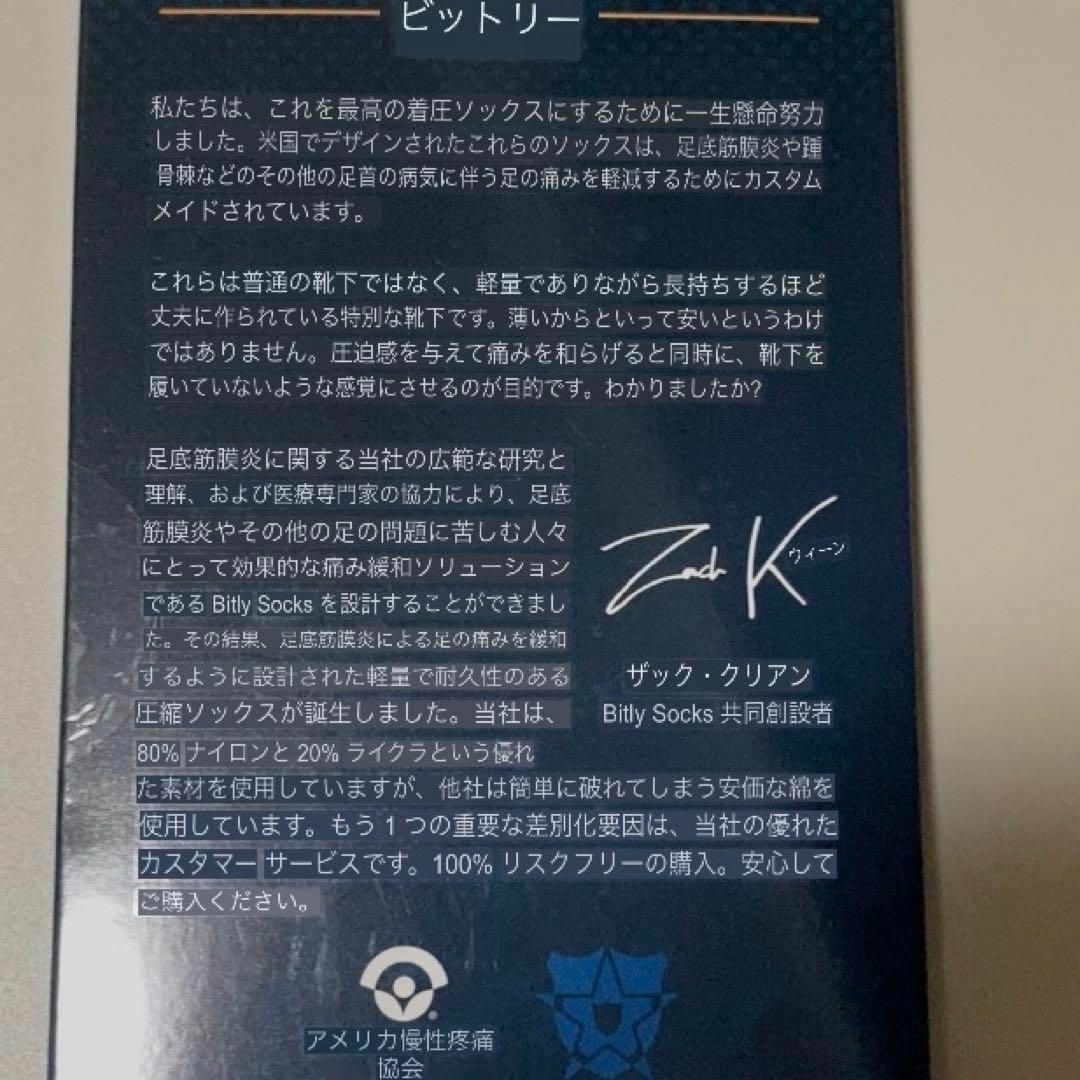 ビットリー
私たちは、これを最高の着圧ソックスにするために一生懸命努力
しました。米国でデザインされたこれらのソックスは、足底筋膜炎や踵
骨棘などのその他の足首の病気に伴う足の痛みを軽減するためにカスタム
メイドされています。
これらは普通の靴下ではなく、軽量でありながら長持ちするほど
丈夫に作られている特別な靴下です。薄いからといって安いというわけ
ではありません。圧迫感を与えて痛みを和らげると同時に、靴下を
履いていないような感覚にさせるのが目的です。わかりましたか?
足底筋膜炎に関する当社の広範な研究と
理解、および医療専門家の協力により、足底
筋膜炎やその他の足の問題に苦しむ人々
にとって効果的な痛み緩和ソリューション
である Bitly Socks を設計することができまし
た。その結果、足底筋膜炎による足の痛みを緩和
するように設計された軽量で耐久性のある
圧縮ソックスが誕生しました。当社は、
80% ナイロンと 20% ライクラという優れ
た素材を使用していますが、他社は簡単に破れてしまう安価な綿を
使用しています。もう 1 つの重要な差別化要因は、当社の優れた
カスタマー サービスです。100% リスクフリーの購入。安心して
ご購入ください。
Zach K ウィーン
ザック・クリアン
Bitly Socks 共同創設者
アメリカ慢性疼痛
協会